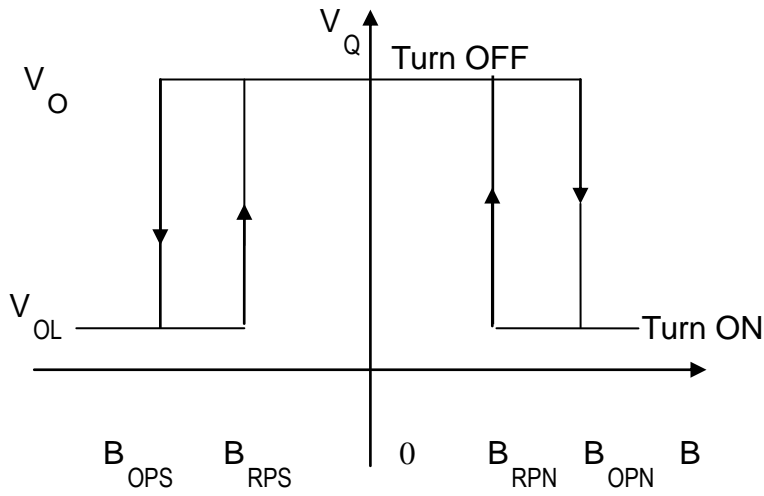 V Q
Turn OFF
V O
V OL
Turn ON
B OPS B RPS 0 B RPN B OPN B